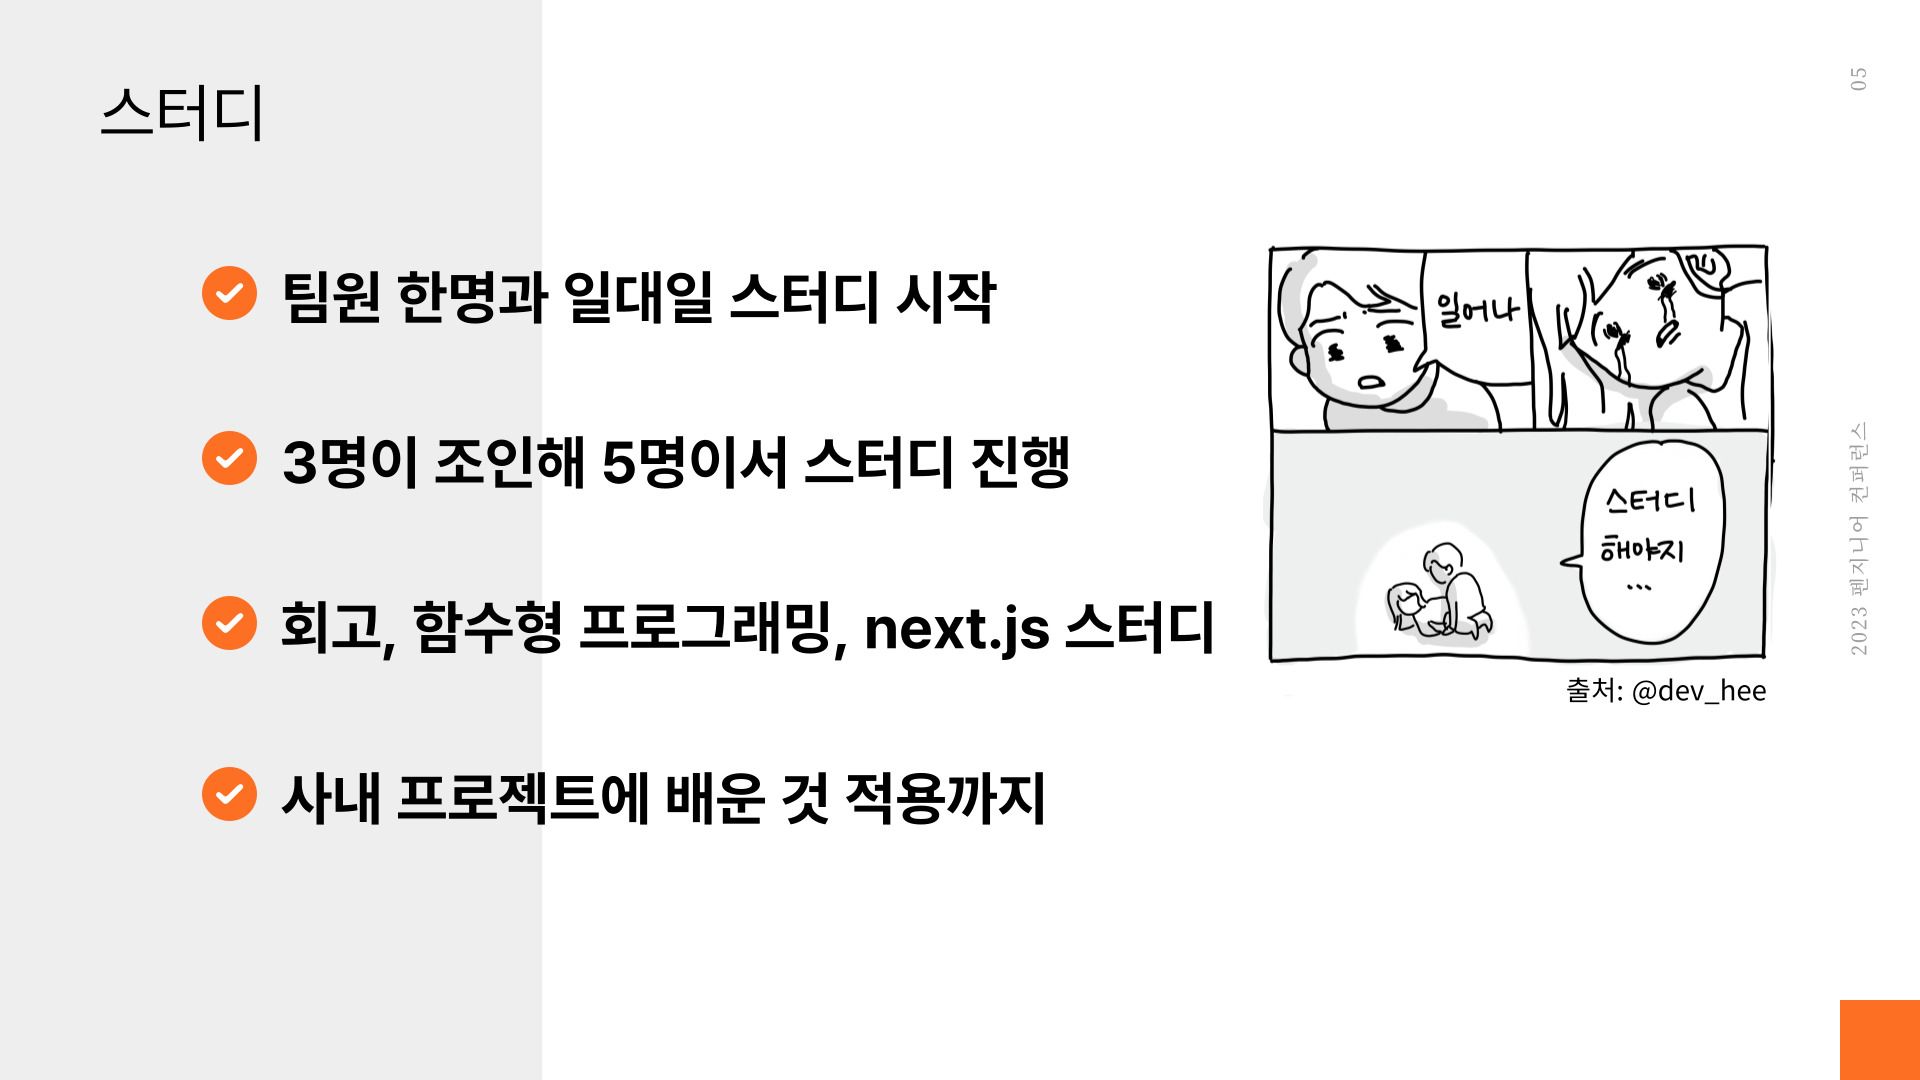 스터디
팀원 한명과 일대일 스터디 시작
3명이 조인해 5명이서 스터디 진행
회고, 함수형 프로그래밍, next.js 스터디
사내 프로젝트에 배운 것 적용까지
일어나
스터디
해야지
...
출처: @dev_hee
05
2023 펜지니어 컨퍼런스